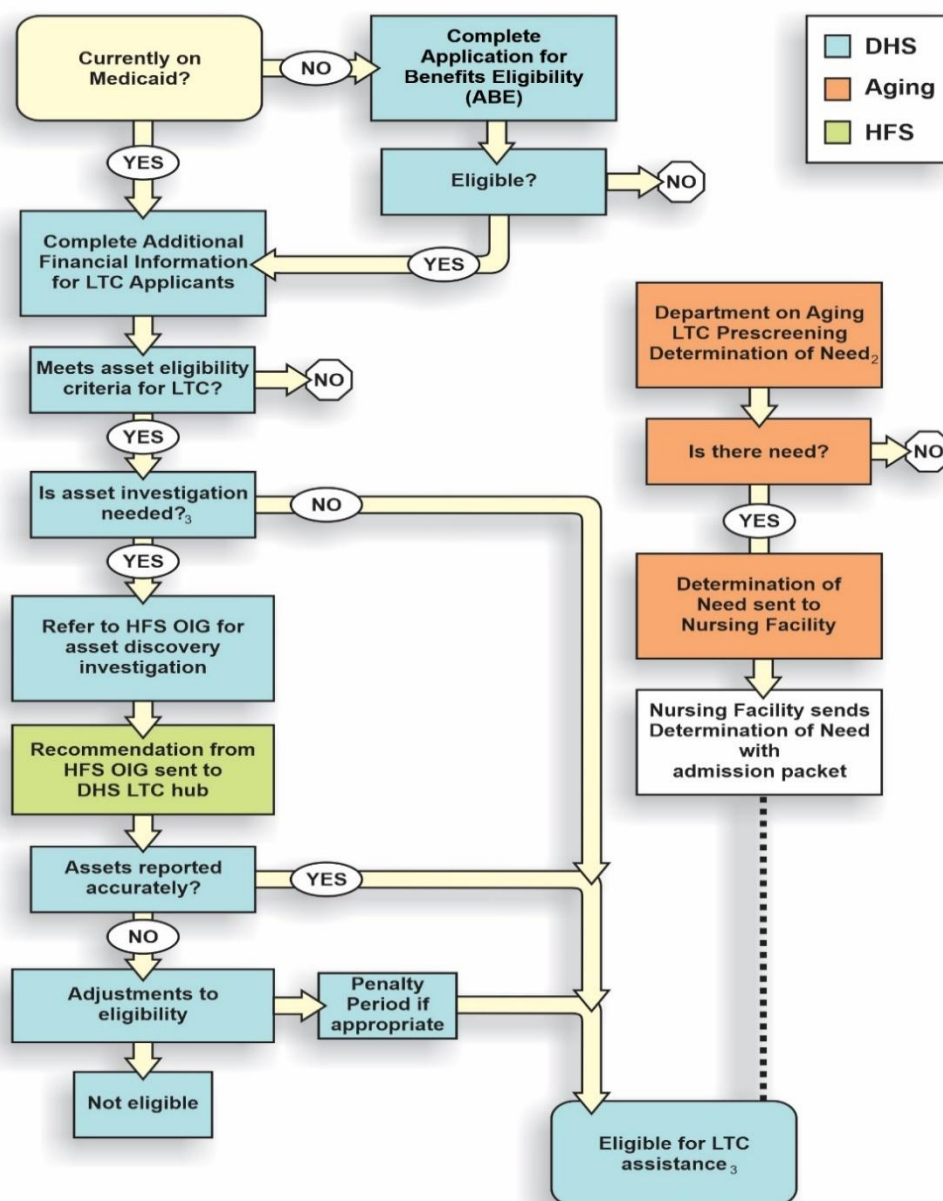 Currently on
Medicaid?
NO
Complete
Application for
Benefits Eligibility
(ABE)
DHS
Aging
HFS
YES
Eligible?
NO
YES
Complete Additional
Financial Information
for LTC Applicants
Meets asset eligibility
criteria for LTC?
NO
YES
Is asset investigation
needed?3
NO
YES
Refer to HFS OIG for
asset discovery
investigation
Recommendation from
HFS OIG sent to
DHS LTC hub
Assets reported
accurately?
YES
NO
Adjustments to
eligibility
Penalty
Period if
appropriate
Not eligible
Department on Aging
LTC Prescreening
Determination of Need2
Is there need?
NO
YES
Determination of
Need sent to
Nursing Facility
Nursing Facility sends
Determination of Need
with
admission packet
Eligible for LTC
assistance3